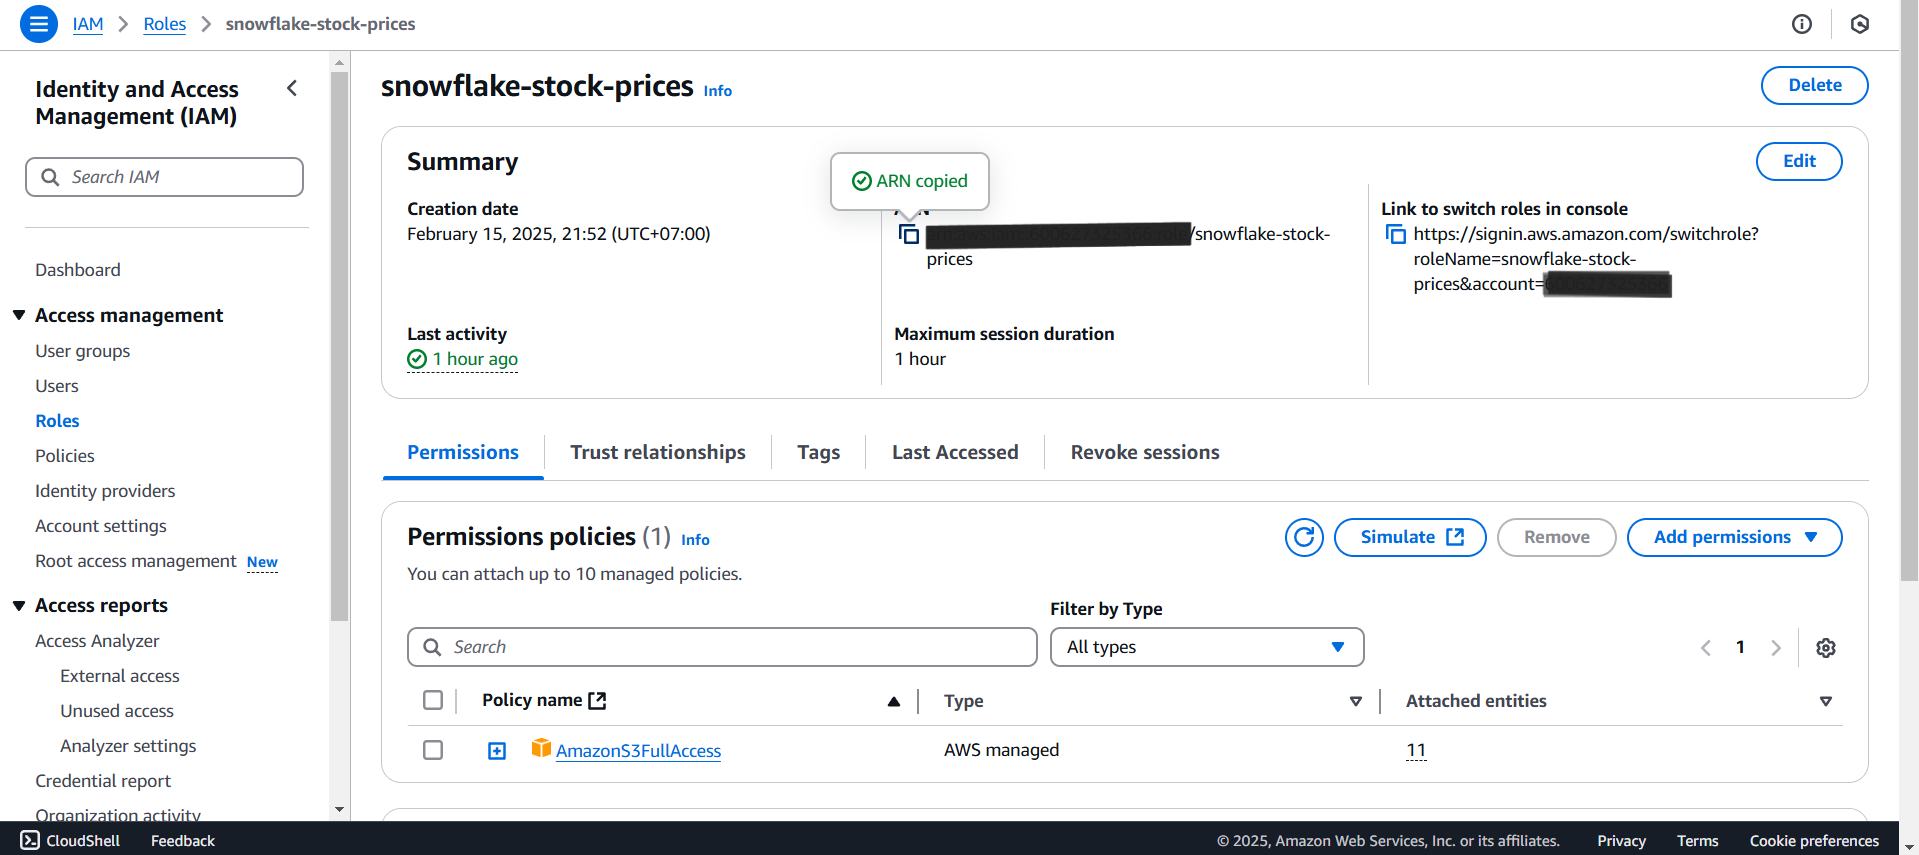 IAM > Roles > snowflake-stock-prices
Identity and Access
Management (IAM)
Search IAM
Dashboard
Access management
User groups
Users
Roles
Policies
Identity providers
Account settings
Root access management New
Access reports
Access Analyzer
External access
Unused access
Analyzer settings
Credential report
Organization activity
snowflake-stock-prices Info
Delete
Summary
Edit
ARN copied
Creation date
February 15, 2025, 21:52 (UTC+07:00)
/snowflake-stock-
prices
Link to switch roles in console
https://signin.aws.amazon.com/switchrole?
roleName=snowflake-stock-
prices&account=
Last activity
1 hour ago
Maximum session duration
1 hour
Permissions
Trust relationships
Tags
Last Accessed
Revoke sessions
Permissions policies (1) Info
You can attach up to 10 managed policies.
Simulate
Remove
Add permissions
Filter by Type
Search
All types
1
Policy name
Type
Attached entities
AmazonS3FullAccess
AWS managed
11
CloudShell
Feedback
© 2025, Amazon Web Services, Inc. or its affiliates.
Privacy
Terms
Cookie preferences